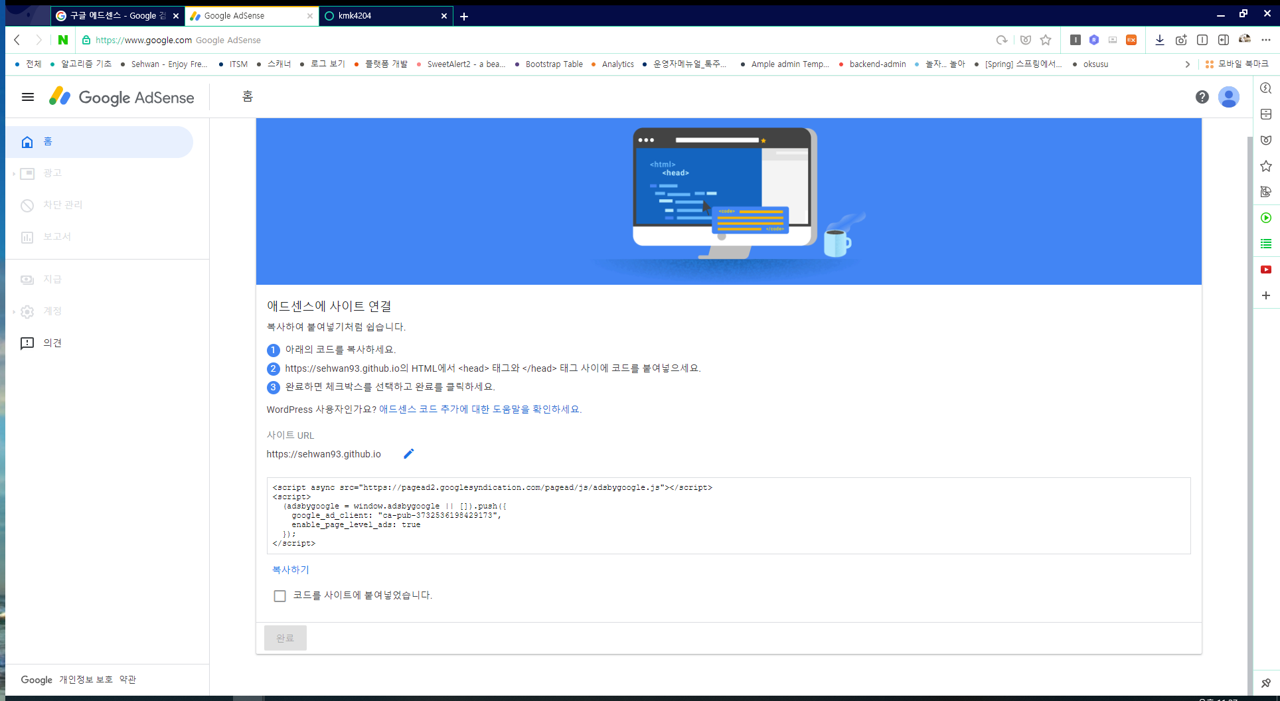 구글 애드센스 - Google 검
Google AdSense
kmk4204
https://www.google.com Google AdSense
전체
알고리즘 기초
Sehwan - Enjoy Fre...
ITSM
스캐너
로그 보기
플랫폼 개발
SweetAlert2 - a bea...
Bootstrap Table
Analytics
운영자메뉴얼_톡주...
Ample admin Temp...
backend-admin
놀자.. 놀아
[Spring] 스프링에서...
oksusu
모바일 북마크
Google AdSense
홈
홈
광고
차단 관리
보고서
지급
계정
의견
<html>
<head>
<code>
</code>
애드센스에 사이트 연결
복사하여 붙여넣기처럼 쉽습니다.
1 아래의 코드를 복사하세요.
2 https://sehwan93.github.io의 HTML에서 <head> 태그와 </head> 태그 사이에 코드를 붙여넣으세요.
3 완료하면 체크박스를 선택하고 완료를 클릭하세요.
WordPress 사용자인가요? 애드센스 코드 추가에 대한 도움말을 확인하세요.
사이트 URL
https://sehwan93.github.io
<script async src="https://pagead2.googlesyndication.com/pagead/js/adsbygoogle.js"></script>
<script>
(adsbygoogle = window.adsbygoogle || []).push({
google_ad_client: "ca-pub-3732536198429173",
enable_page_level_ads: true
});
</script>
복사하기
코드를 사이트에 붙여넣었습니다.
완료
Google 개인정보 보호 약관